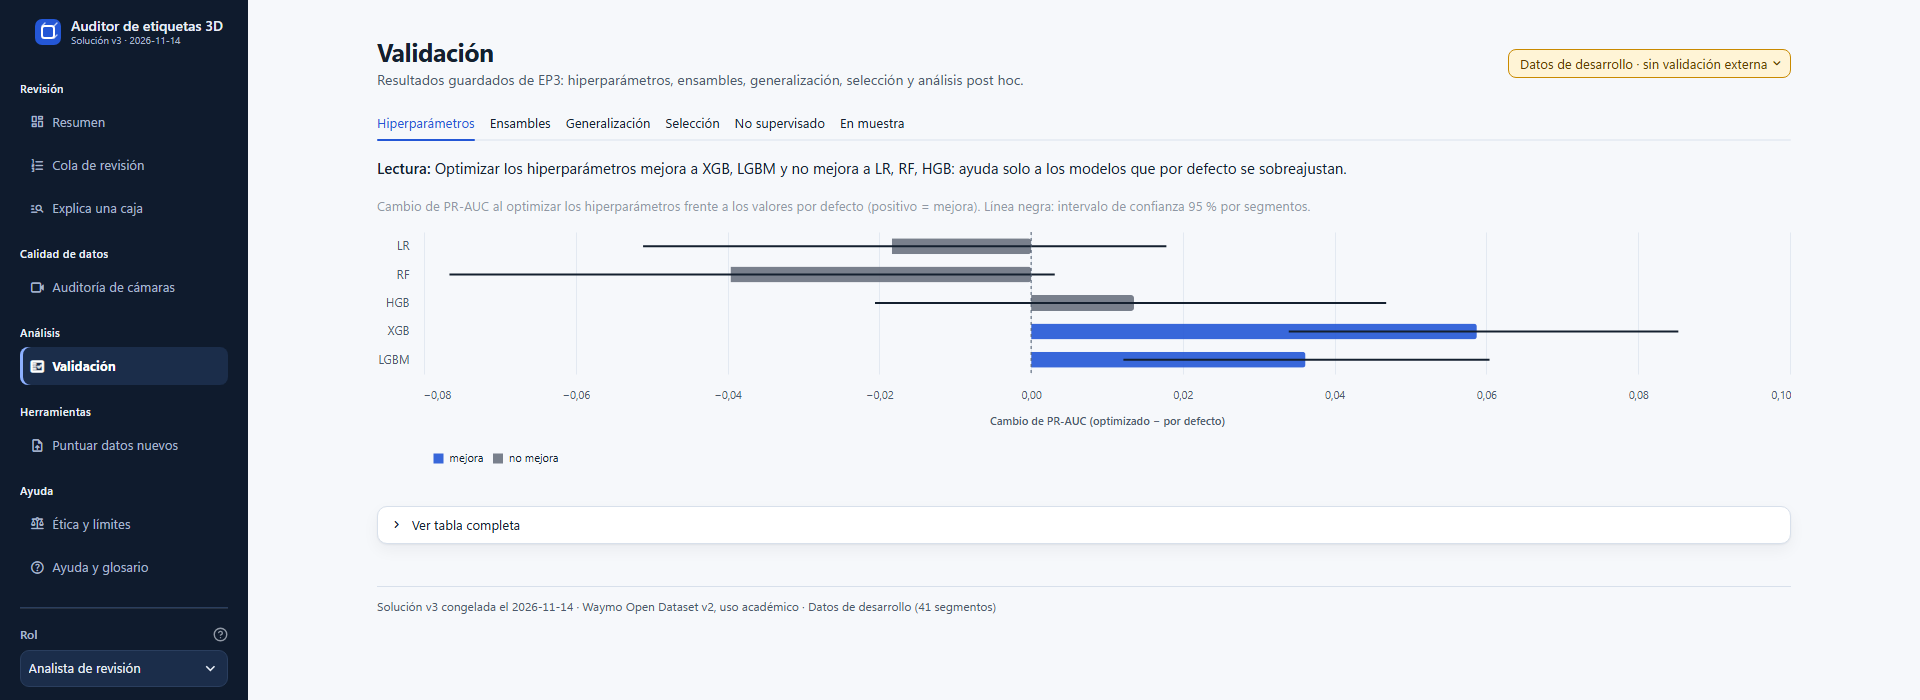 Auditor de etiquetas 3D
Solución v3 · 2026-11-14
Revisión
Resumen
Cola de revisión
Explica una caja
Calidad de datos
Auditoría de cámaras
Análisis
Validación
Herramientas
Puntuar datos nuevos
Ayuda
Ética y límites
Ayuda y glosario
Rol
Analista de revisión
Validación
Resultados guardados de EP3: hiperparámetros, ensambles, generalización, selección y análisis post hoc.
Datos de desarrollo · sin validación externa
Hiperparámetros Ensambles Generalización Selección No supervisado En muestra
Lectura: Optimizar los hiperparámetros mejora a XGB, LGBM y no mejora a LR, RF, HGB: ayuda solo a los modelos que por defecto se sobreajustan.
Cambio de PR-AUC al optimizar los hiperparámetros frente a los valores por defecto (positivo = mejora). Línea negra: intervalo de confianza 95 % por segmentos.
LR
RF
HGB
XGB
LGBM
−0,08 −0,06 −0,04 −0,02 0,00 0,02 0,04 0,06 0,08 0,10
Cambio de PR-AUC (optimizado − por defecto)
mejora no mejora
Ver tabla completa
Solución v3 congelada el 2026-11-14 · Waymo Open Dataset v2, uso académico · Datos de desarrollo (41 segmentos)